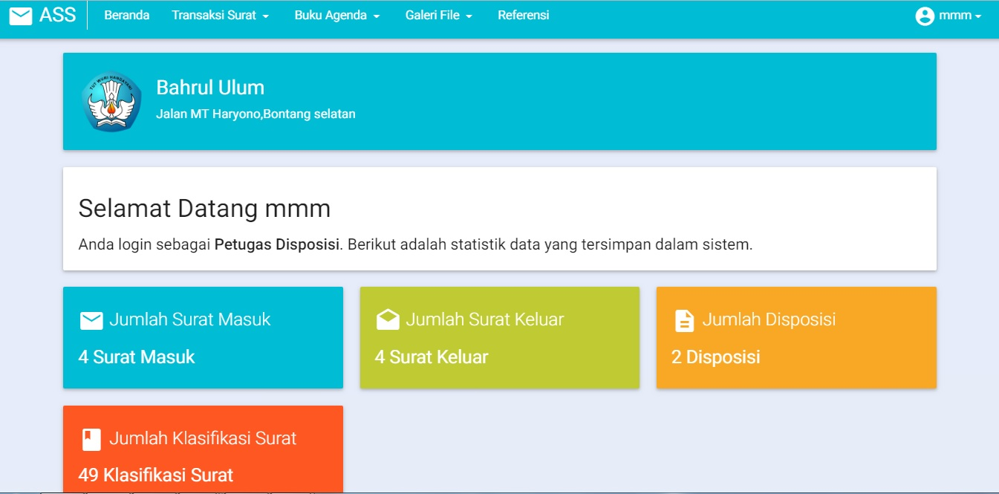 ASS Beranda Transaksi Surat Buku Agenda Galeri File Referensi mmm
TUT WURI HANDAYANI
Bahrul Ulum
Jalan MT Haryono,Bontang selatan
Selamat Datang mmm
Anda login sebagai Petugas Disposisi. Berikut adalah statistik data yang tersimpan dalam sistem.
Jumlah Surat Masuk
4 Surat Masuk
Jumlah Surat Keluar
4 Surat Keluar
Jumlah Disposisi
2 Disposisi
Jumlah Klasifikasi Surat
49 Klasifikasi Surat